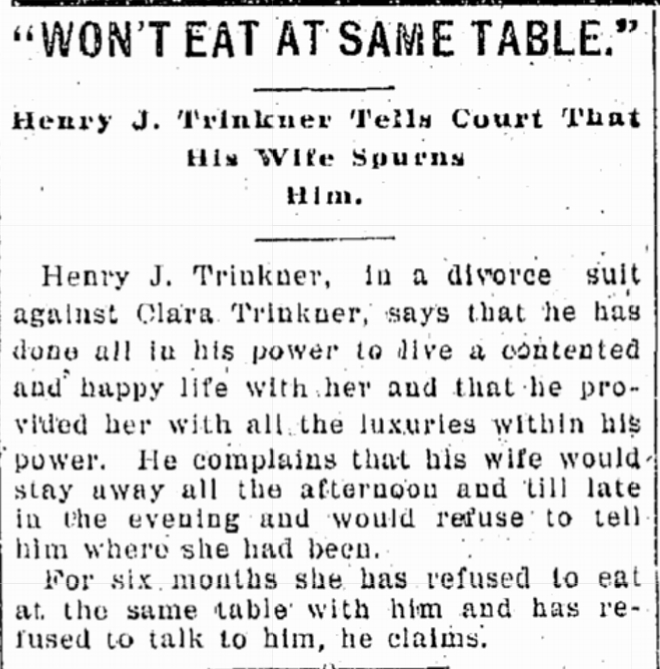 “WON’T EAT AT SAME TABLE.”
Henry J. Trinkner Tells Court That
His Wife Spurns
Him.
Henry J. Trinkner, in a divorce suit
against Clara Trinkner, says that he has
done all in his power to live a contented
and happy life with her and that he pro-
vided her with all the luxuries within his
power. He complains that his wife would
stay away all the afternoon and till late
in the evening and would refuse to tell
him where she had been.
For six months she has refused to eat
at the same table with him and has re-
fused to talk to him, he claims.